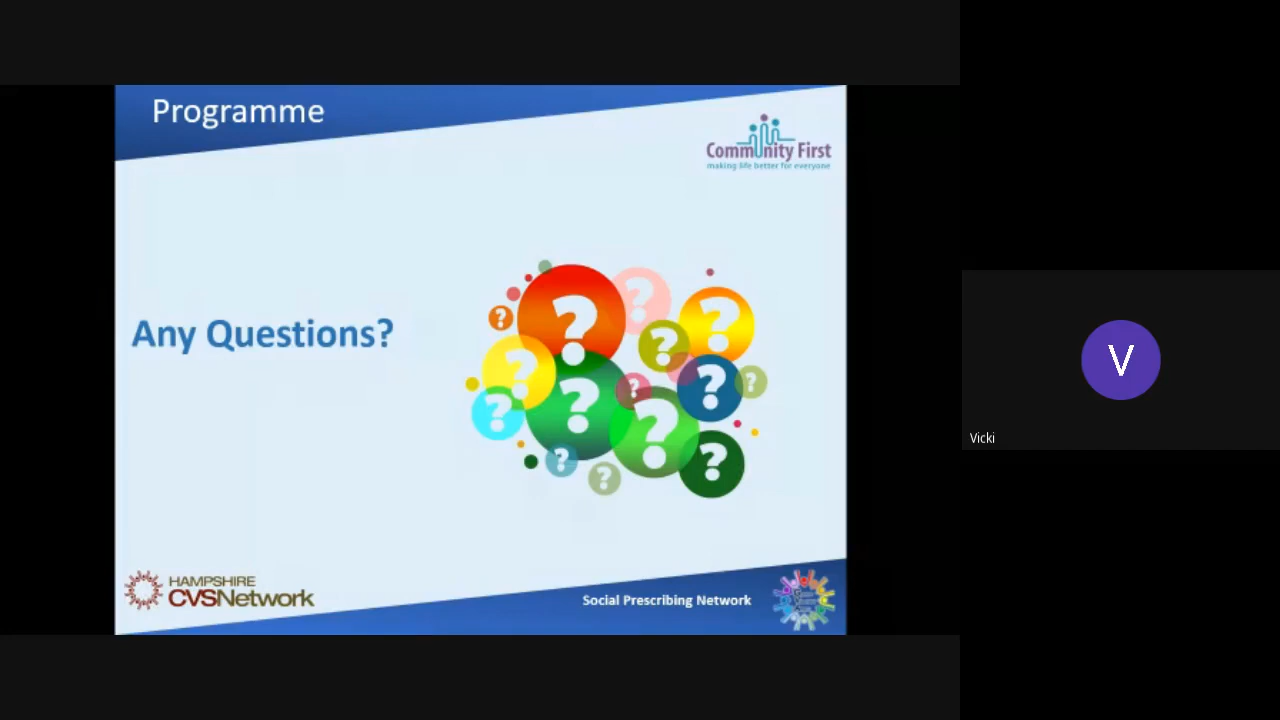 Programme
Community First
making life better for everyone
Any Questions?
? ? ? ? ? ? ? ? ? ? ? ? ? ?
HAMPSHIRE
CVSNetwork
Social Prescribing Network
V
Vicki